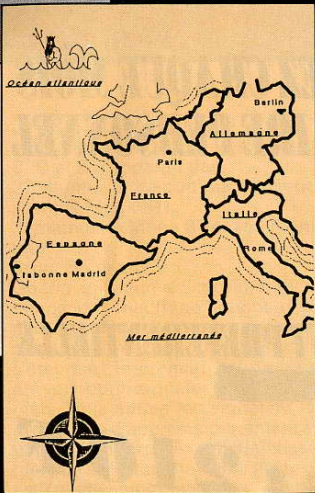 Océan atlantique
Berlin
Allemagne
Paris
France
Italie
Espagne
Rome
Lisbonne Madrid
Mer méditerranée